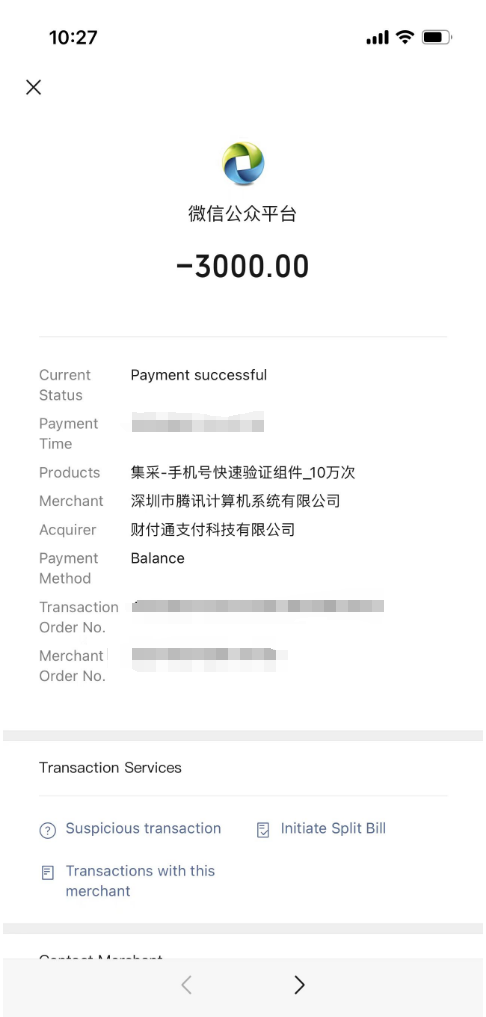 10:27
微信公众平台
-3000.00
Current
Status
Payment successful
Payment
Time
Products
集采-手机号快速验证组件_10万次
Merchant
深圳市腾讯计算机系统有限公司
Acquirer
财付通支付科技有限公司
Payment
Method
Balance
Transaction
Order No.
Merchant
Order No.
Transaction Services
Suspicious transaction
Initiate Split Bill
Transactions with this
merchant
Contact Merchant